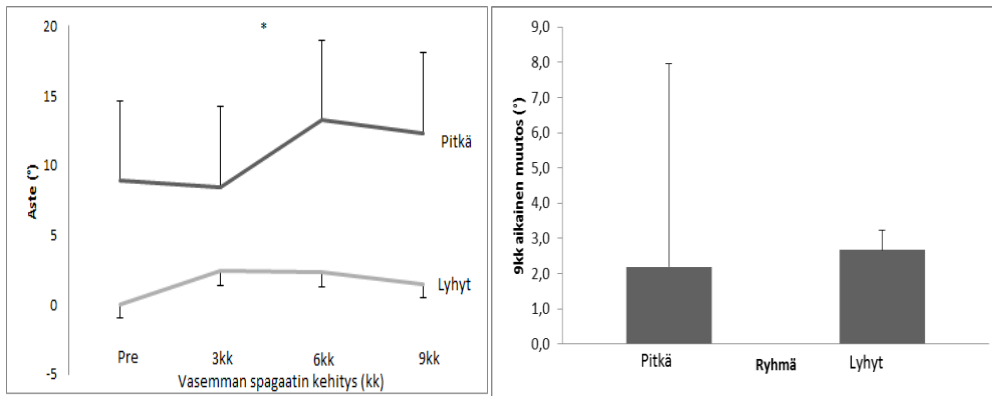 20
15
10
5
0
-5
Aste (°)
*
Pitkä
Lyhyt
Pre 3kk 6kk 9kk
Vasemman spagaatin kehitys (kk)
9,0
8,0
7,0
6,0
5,0
4,0
3,0
2,0
1,0
0,0
9kk aikainen muutos (°)
Pitkä Ryhmä Lyhyt